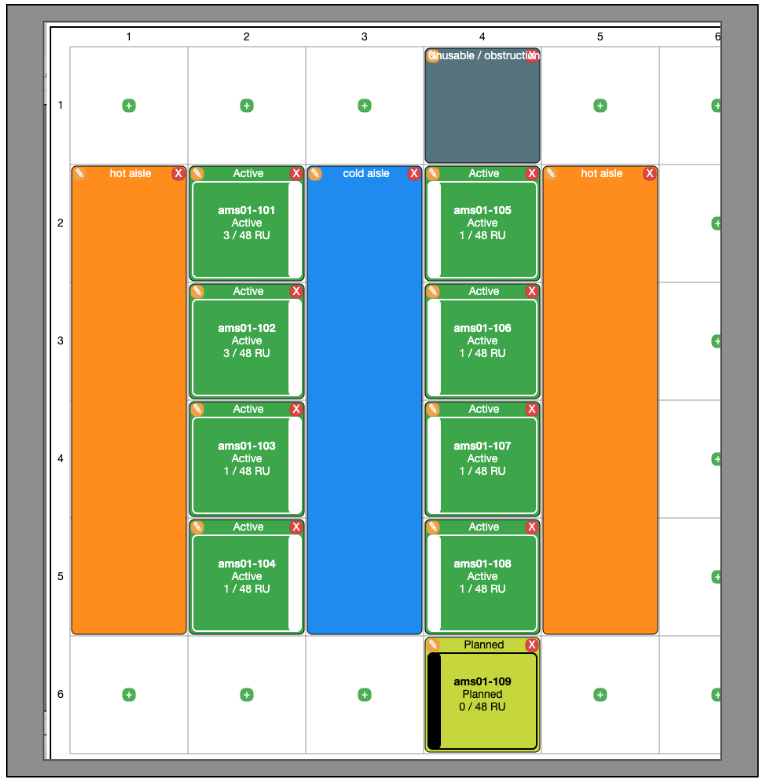 1 2 3 4 5 6
Unusable / obstruction X
1 + + + + +
hot aisle X Active X cold aisle X Active X hot aisle X
ams01-101 ams01-105
2 Active Active +
3 / 48 RU 1 / 48 RU
Active X Active X
ams01-102 ams01-106
3 Active Active +
3 / 48 RU 1 / 48 RU
Active X Active X
ams01-103 ams01-107
4 Active Active +
1 / 48 RU 1 / 48 RU
Active X Active X
ams01-104 ams01-108
5 Active Active +
1 / 48 RU 1 / 48 RU
Planned X
ams01-109
6 + + + Planned + +
0 / 48 RU